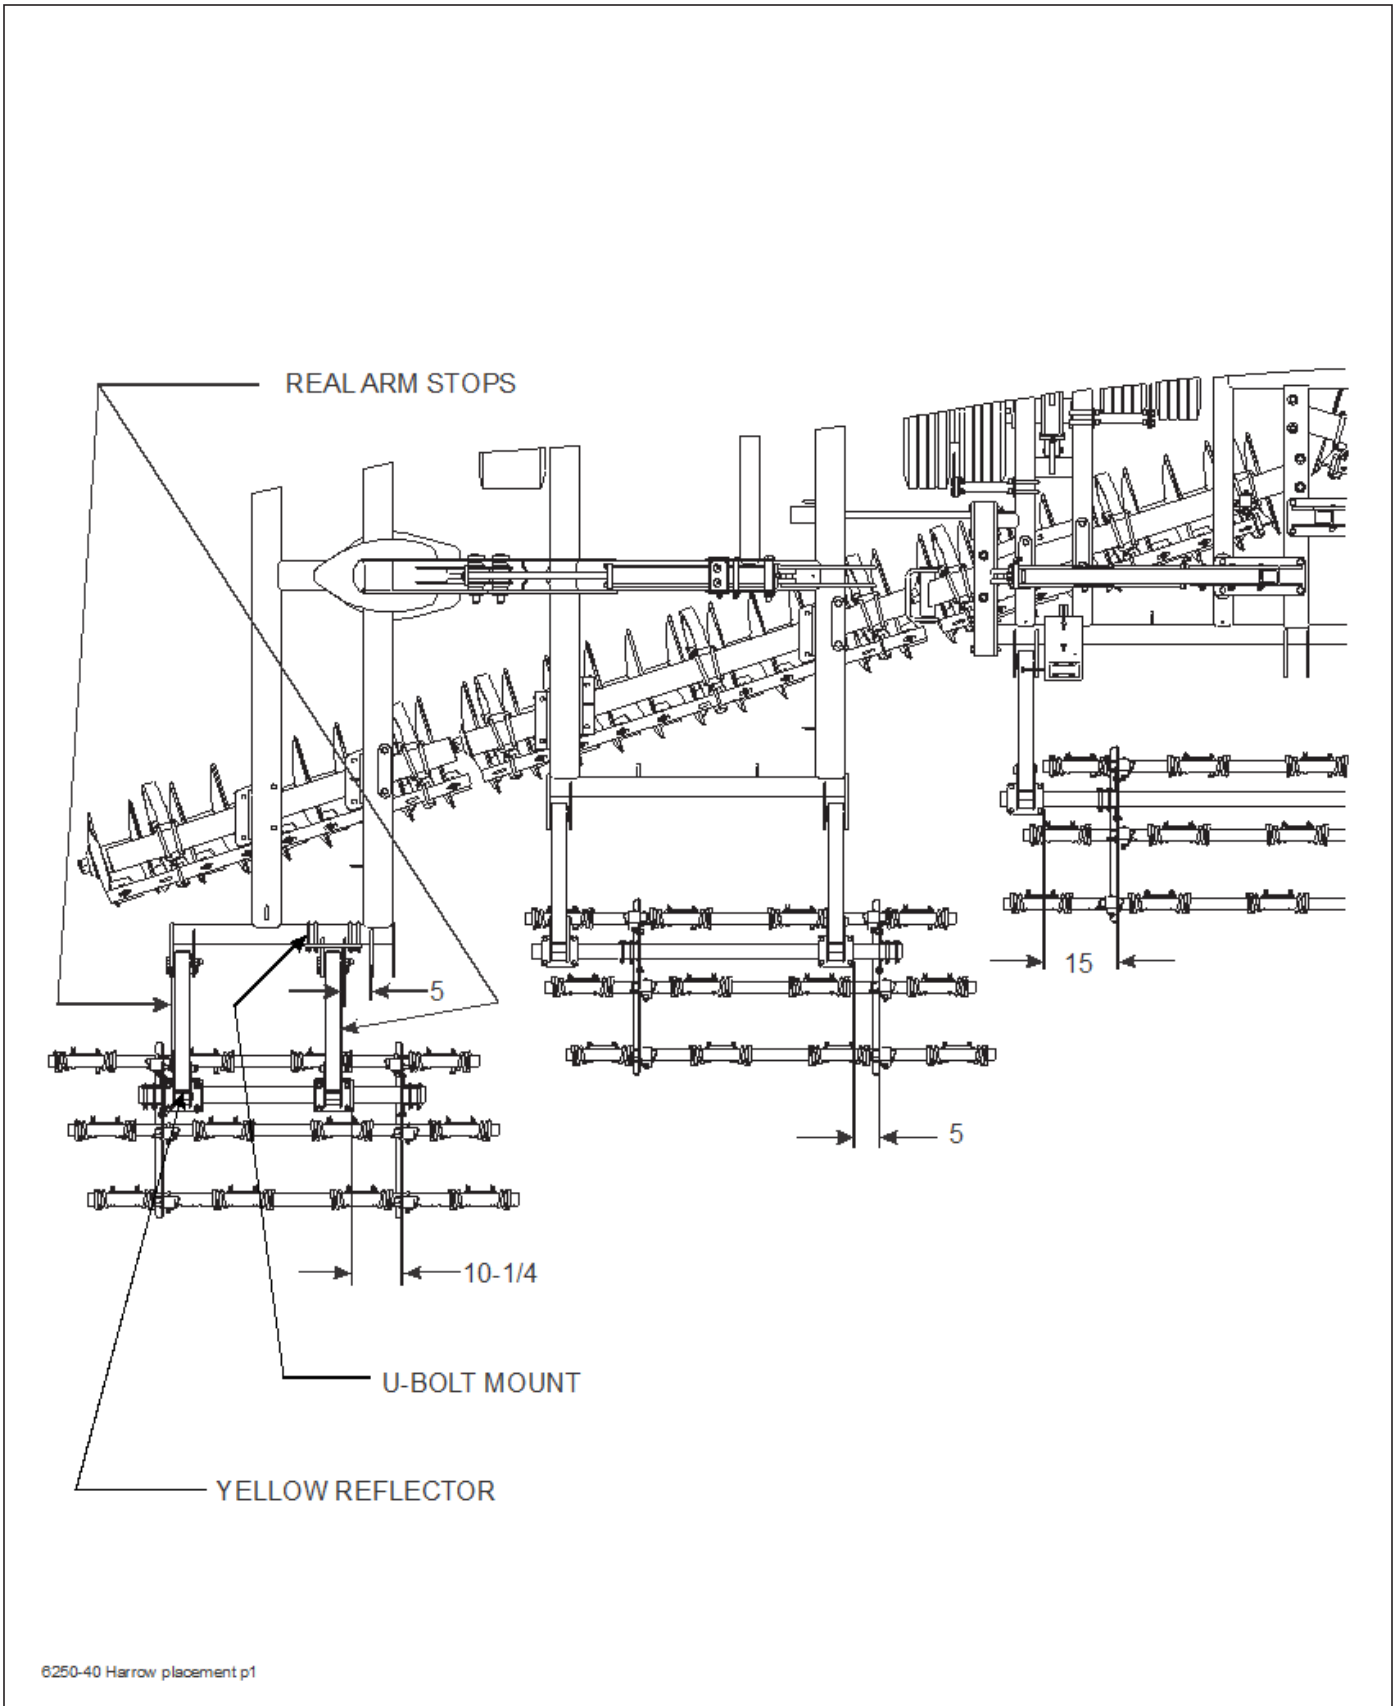 REAL ARM STOPS
15
5
5
10-1/4
U-BOLT MOUNT
YELLOW REFLECTOR
6250-40 Harrow placement p1